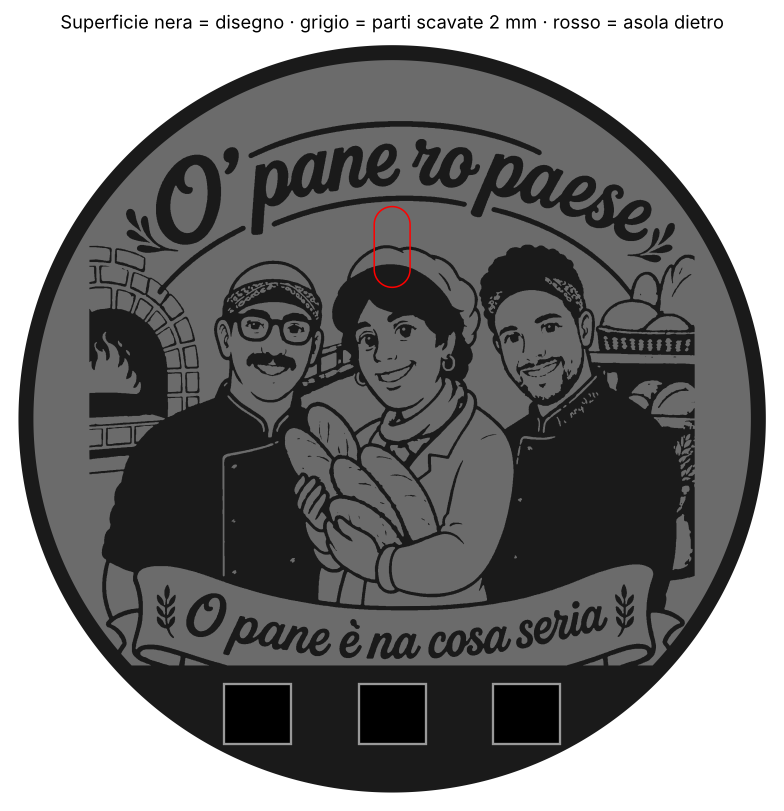 Superficie nera = disegno · grigio = parti scavate 2 mm · rosso = asola dietro
O' pane ro paese
O pane è na cosa seria